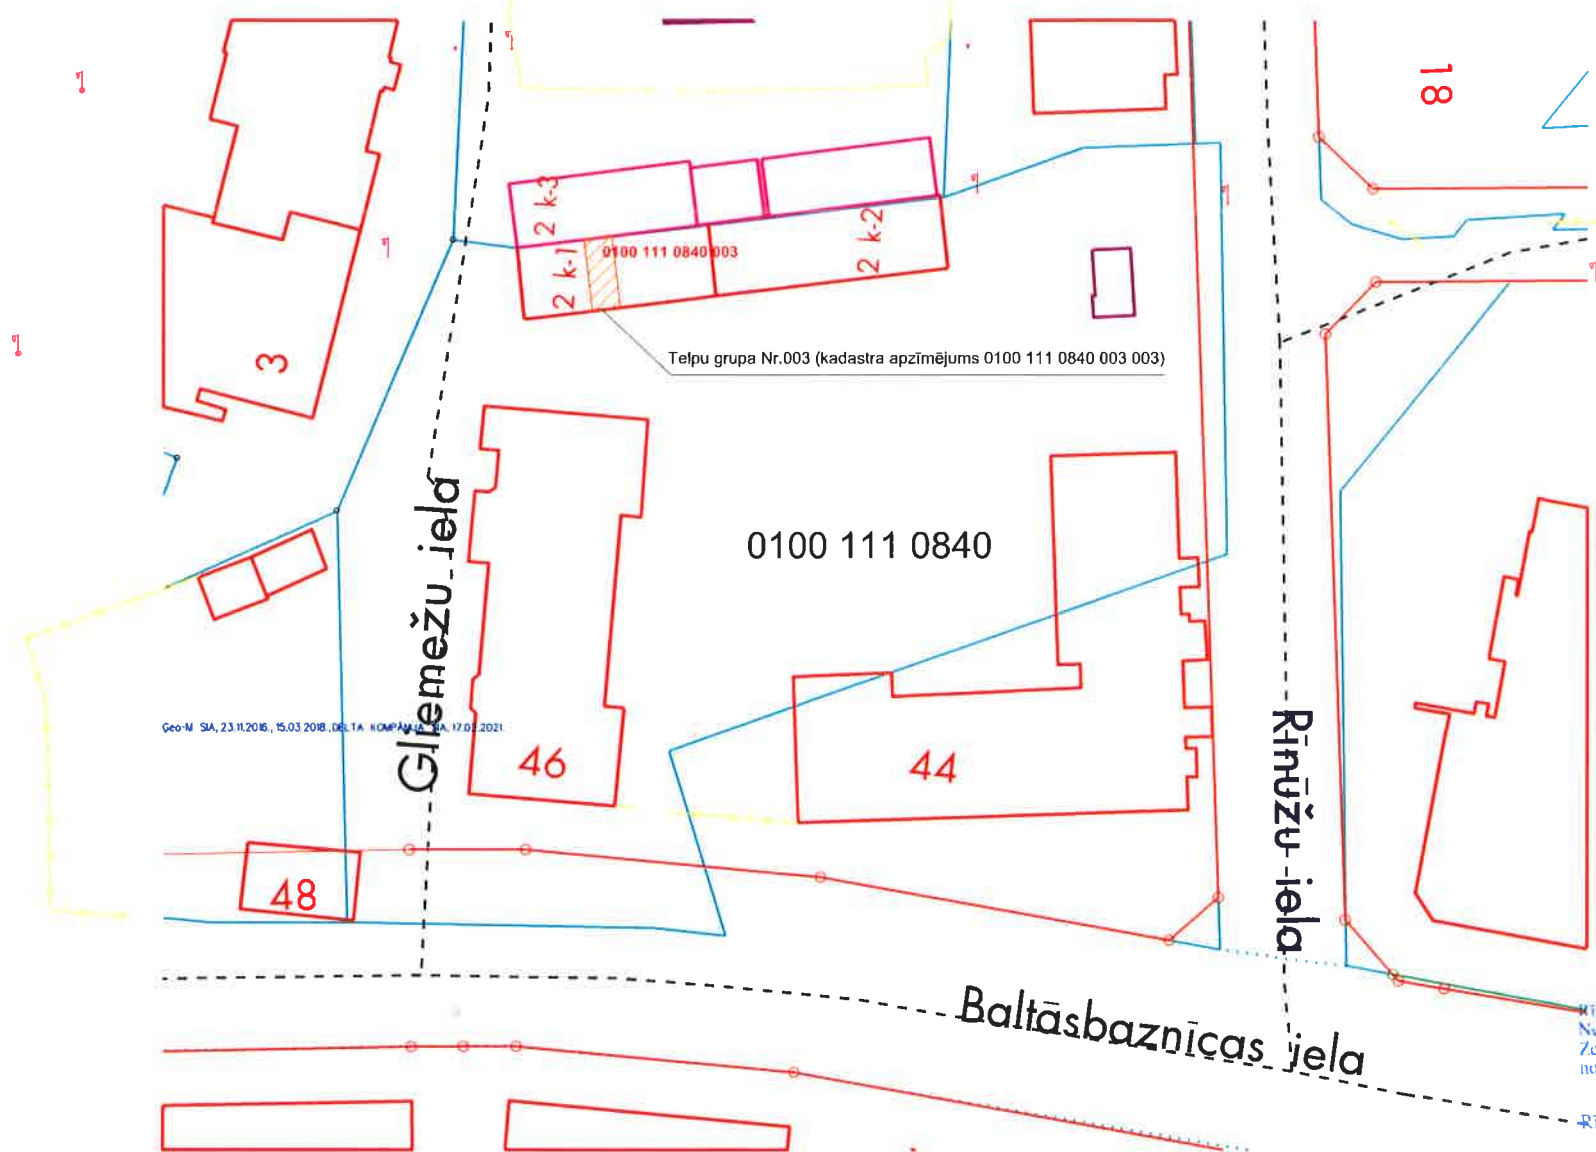 18
2 k-3
2 k-1
0100 111 0840 003
2 k-2
3
Telpu grupa Nr.003 (kadastra apzīmējums 0100 111 0840 003 003)
0100 111 0840
Gliemežu iela
46
44
48
Rīnūžu iela
Baltāsbaznīcas iela